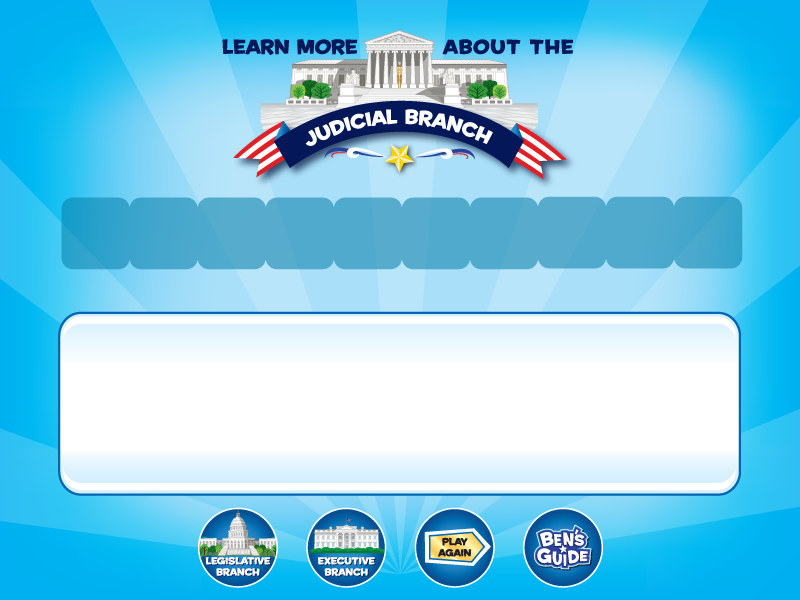 LEARN MORE ABOUT THE
JUDICIAL BRANCH
LEGISLATIVE
BRANCH
EXECUTIVE
BRANCH
PLAY
AGAIN
BEN'S
GUIDE